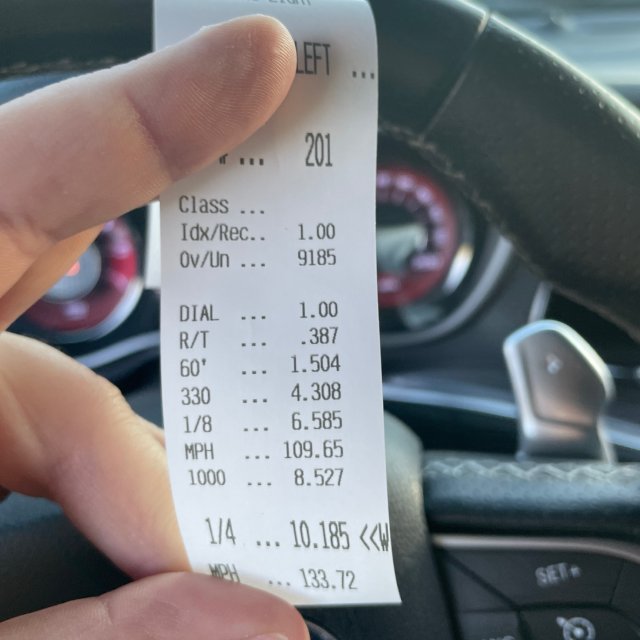 LEFT ...
... 201
Class ...
Idx/Rec.. 1.00
Ov/Un ... 9185
DIAL ... 1.00
R/T ... .387
60' ... 1.504
330 ... 4.308
1/8 ... 6.585
MPH ... 109.65
1000 ... 8.527
1/4 ... 10.185 <<W
MPH ... 133.72
SET